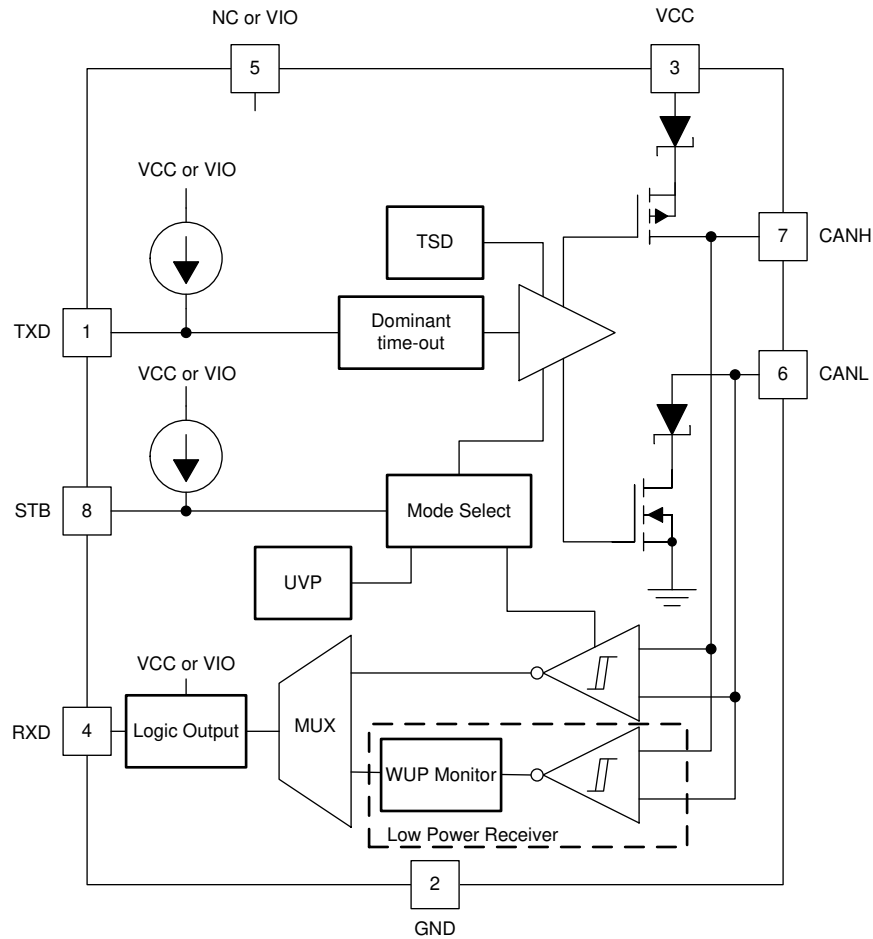 NC or VIO
VCC
5
3
VCC or VIO
TSD
7
CANH
TXD
1
Dominant
time-out
VCC or VIO
6
CANL
STB
8
Mode Select
UVP
VCC or VIO
RXD
4
Logic Output
MUX
WUP Monitor
Low Power Receiver
2
GND